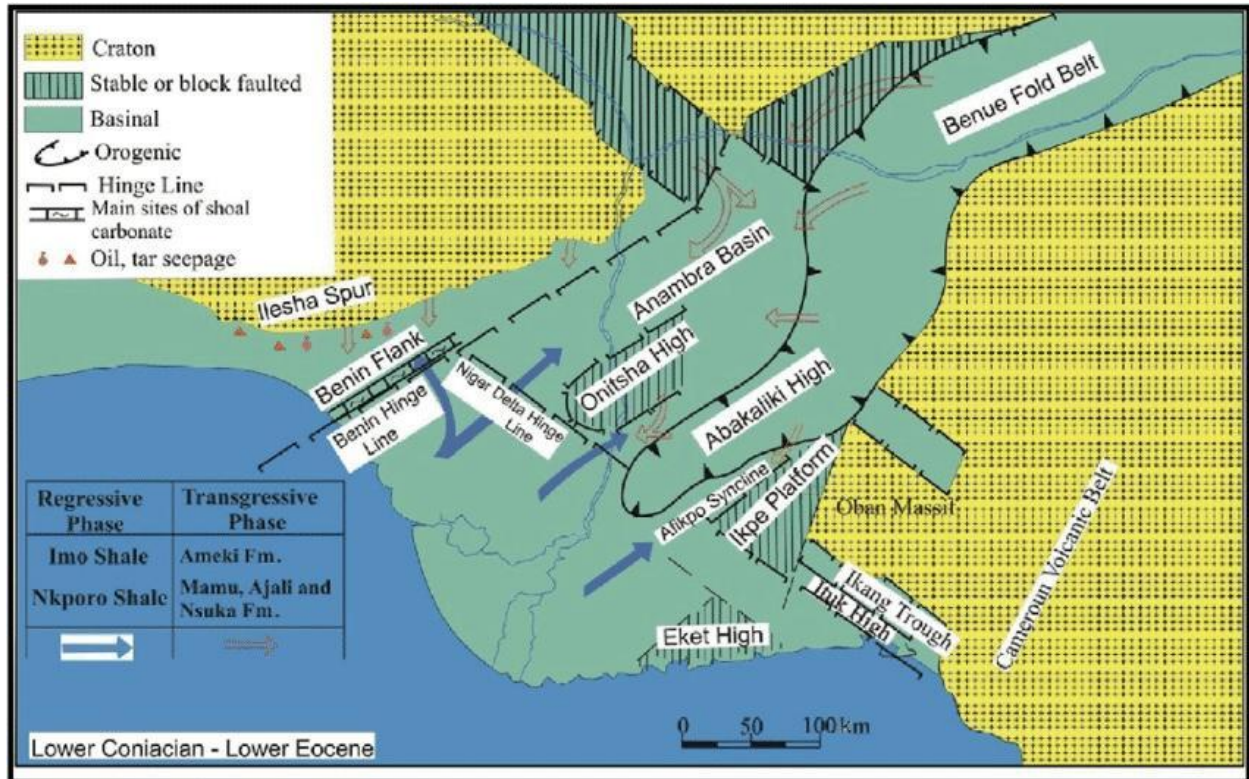 Craton
Stable or block faulted
Basinal
Orogenic
Hinge Line
Main sites of shoal
carbonate
Oil, tar seepage
Benue Fold Belt
Anambra Basin
Ilesha Spur
Benin Flank
Benin Hinge
Line
Niger Delta Hinge
Line
Onitsha High
Abakaliki High
Afikpo Syncline
Ikpe Platform
Oban Massif
Cameroun Volcanic Belt
Ikang Trough
Ituk High
Eket High
Regressive
Phase
Transgressive
Phase
Imo Shale
Ameki Fm.
Nkporo Shale
Mamu, Ajali and
Nsuka Fm.
0 50 100 km
Lower Coniacian - Lower Eocene